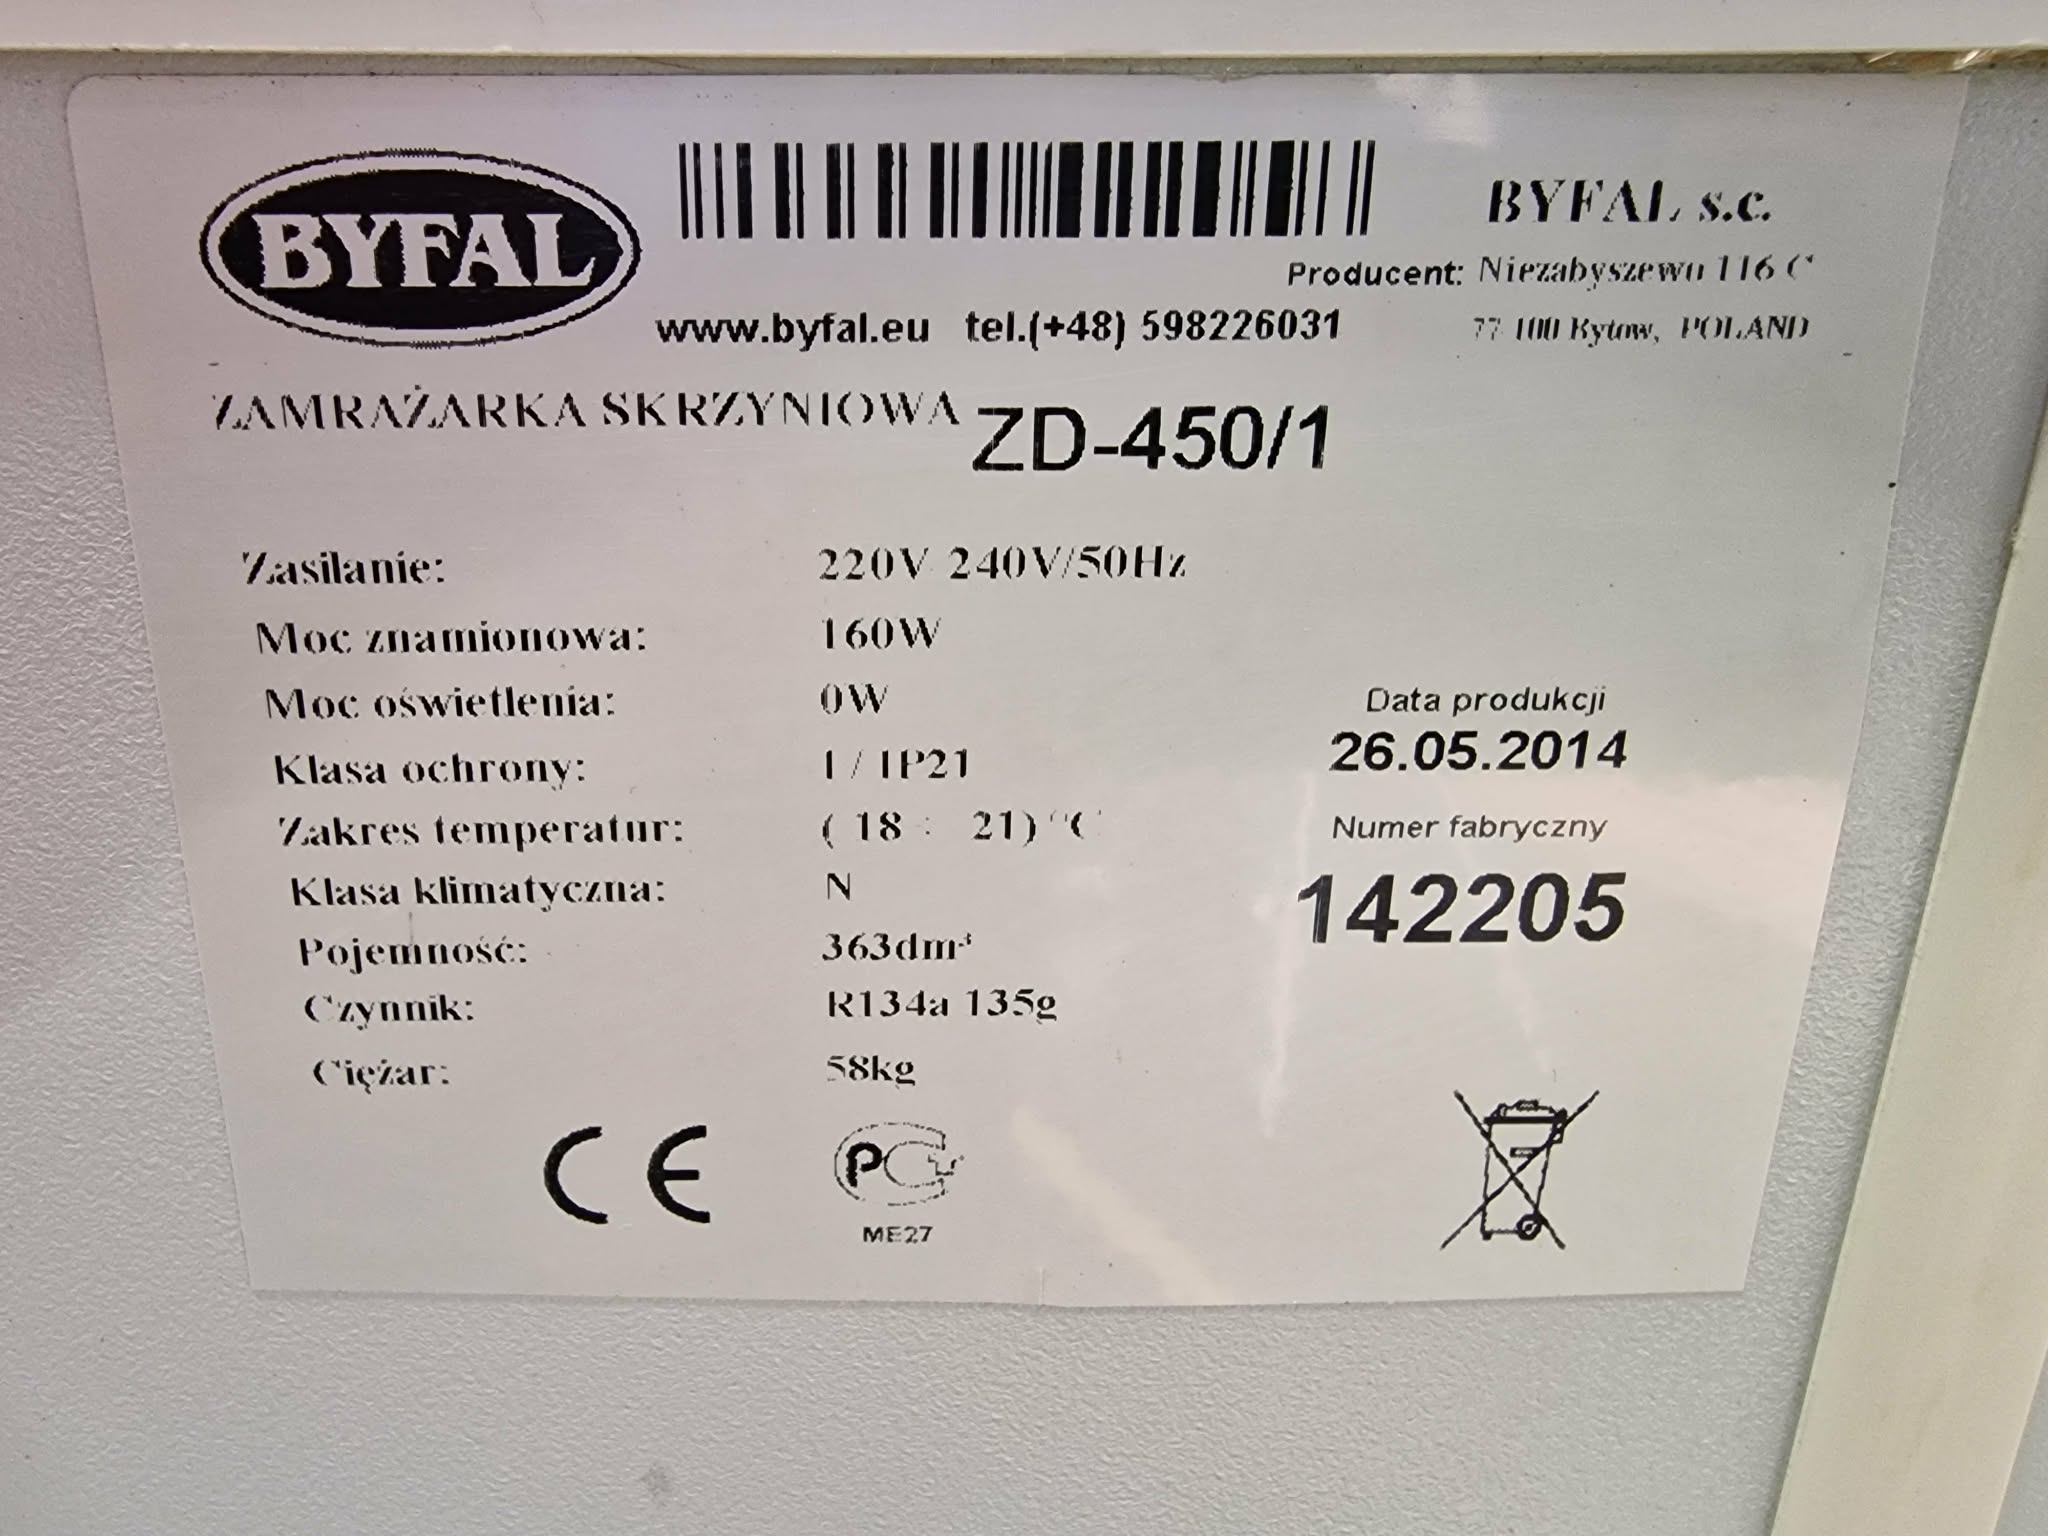 BYFAL
BYFAL s.c.
Producent: Niezabyszewo 116 C
www.byfal.eu tel.(+48) 598226031
77-100 Bytow, POLAND
ZAMRAŻARKA SKRZYNIOWA ZD-450/1
Zasilanie: 220V-240V/50Hz
Moc znamionowa: 160W
Moc oświetlenia: 0W
Klasa ochrony: I / IP21
Zakres temperatur: (-18 ÷ -21) °C
Klasa klimatyczna: N
Pojemność: 363dm³
Czynnik: R134a 135g
Ciężar: 58kg
Data produkcji
26.05.2014
Numer fabryczny
142205
CE
PC
ME27